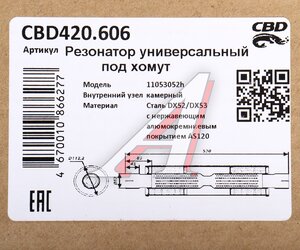 CBD420.606
CBD
Артикул
Резонатор универсальный
под хомут
Модель 11053052h
Внутренний узел камерный
Материал Сталь DX52/DX53
с нержавеющим
алюмокремниевым
покрытием AS120
4 670010 866277
EAC
550